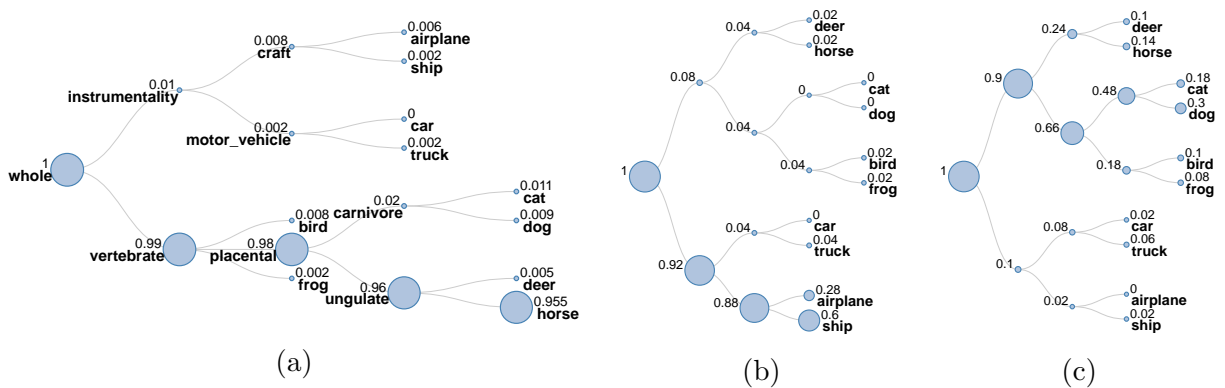 0.006
airplane
0.008
craft
0.002
ship
0.01
instrumentality
0
car
0.002
motor_vehicle
0.002
truck
1
whole
0.011
cat
0.02
carnivore
0.009
dog
0.008
bird
0.99
vertebrate
0.98
placental
0.002
frog
0.005
deer
0.96
ungulate
0.955
horse
(a)
0.02
deer
0.04
0.02
horse
0.08
0
cat
0
0
dog
0.04
0.02
bird
0.04
0.02
frog
1
0
car
0.04
0.04
truck
0.92
0.28
airplane
0.88
0.6
ship
(b)
0.1
deer
0.24
0.14
horse
0.9
0.18
cat
0.48
0.3
dog
0.66
0.1
bird
0.18
0.08
frog
1
0.02
car
0.08
0.06
truck
0.1
0
airplane
0.02
0.02
ship
(c)